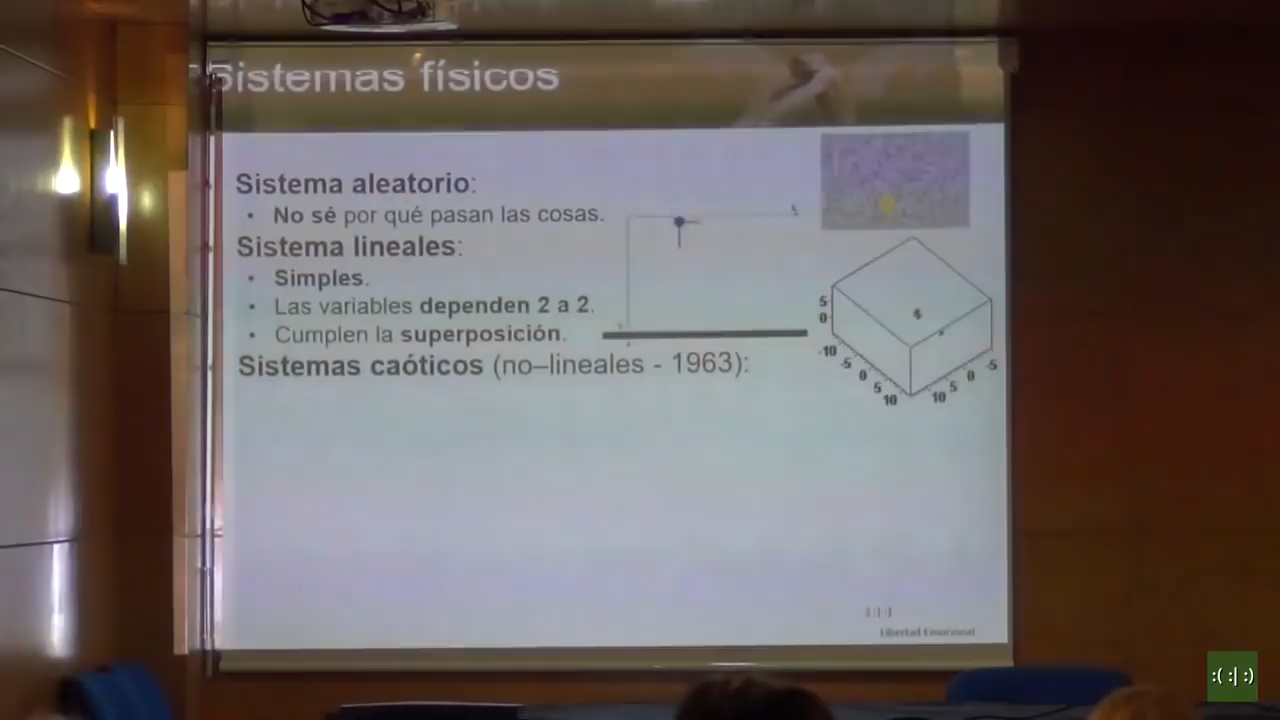 Sistemas físicos
Sistema aleatorio:
• No sé por qué pasan las cosas.
Sistema lineales:
• Simples.
• Las variables dependen 2 a 2.
• Cumplen la superposición.
Sistemas caóticos (no–lineales - 1963):
5
0
-10
-5
0
5
10
10
5
0
-5
Libertad Emocional
:( :| :)